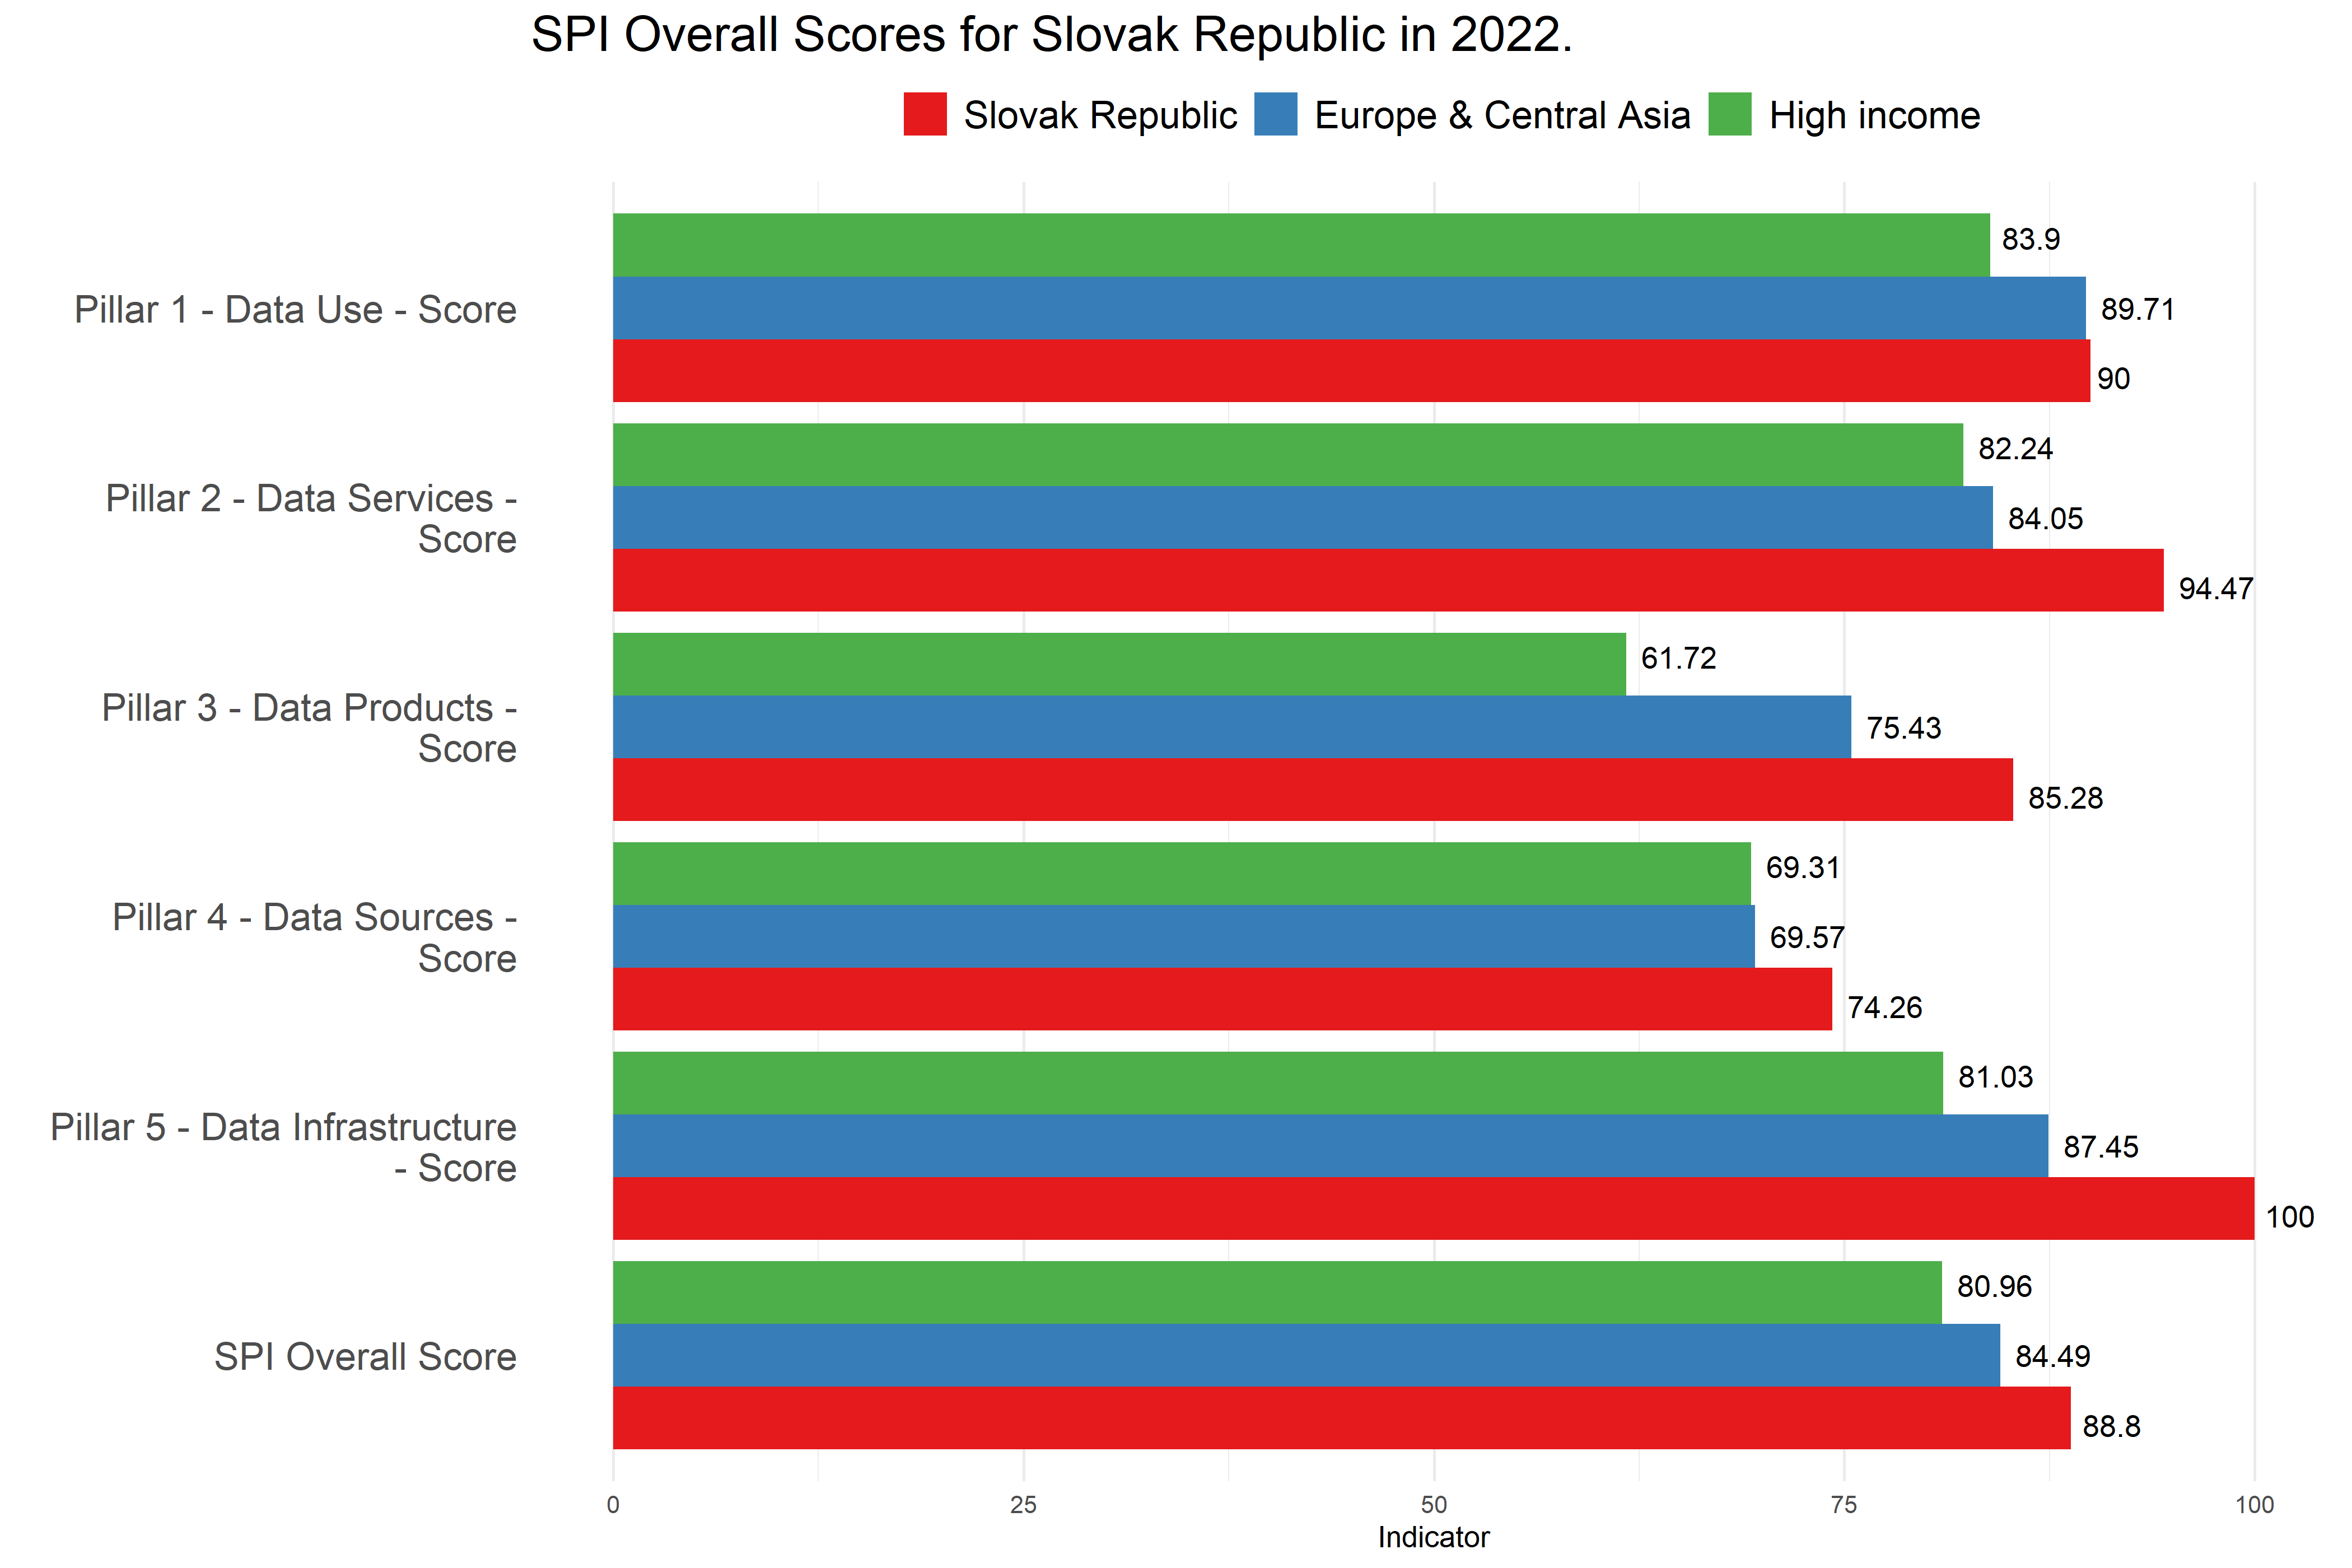 SPI Overall Scores for Slovak Republic in 2022.
Slovak Republic Europe & Central Asia High income
Pillar 1 - Data Use - Score
83.9
89.71
90
Pillar 2 - Data Services -
Score
82.24
84.05
94.47
Pillar 3 - Data Products -
Score
61.72
75.43
85.28
Pillar 4 - Data Sources -
Score
69.31
69.57
74.26
Pillar 5 - Data Infrastructure
- Score
81.03
87.45
100
SPI Overall Score
80.96
84.49
88.8
0 25 50 75 100
Indicator